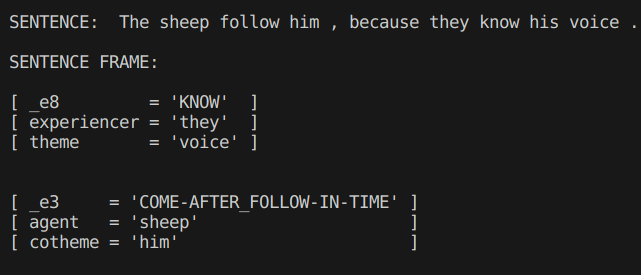 SENTENCE:  The sheep follow him , because they know his voice .
SENTENCE FRAME:
[ _e8         = 'KNOW'  ]
[ experiencer = 'they'  ]
[ theme       = 'voice' ]
[ _e3     = 'COME-AFTER_FOLLOW-IN-TIME' ]
[ agent   = 'sheep'                     ]
[ cotheme = 'him'                       ]